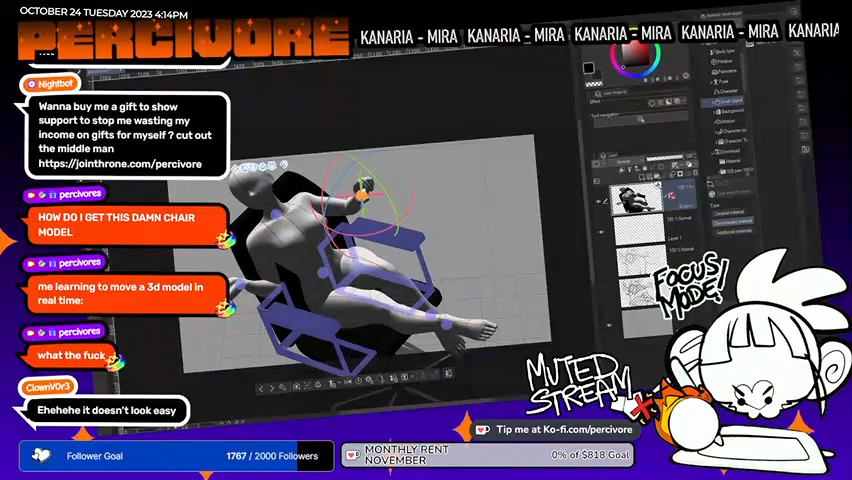 OCTOBER 24 TUESDAY 2023 4:14PM
PERCIVORE
KANARIA - MIRA KANARIA - MIRA KANARIA - MIRA KANARIA - MIRA KANARIA
Nightbot
Wanna buy me a gift to show
support to stop me wasting my
income on gifts for myself ? cut out
the middle man
https://jointhrone.com/percivore
percivores
HOW DO I GET THIS DAMN CHAIR
MODEL
percivores
me learning to move a 3d model in
real time:
percivores
what the fuck
ClownV0r3
Ehehehe it doesn't look easy
FOCUS
MODE!
MUTED
STREAM
Tip me at Ko-fi.com/percivore
Follower Goal
1767 / 2000 Followers
MONTHLY RENT
NOVEMBER
0% of $818 Goal